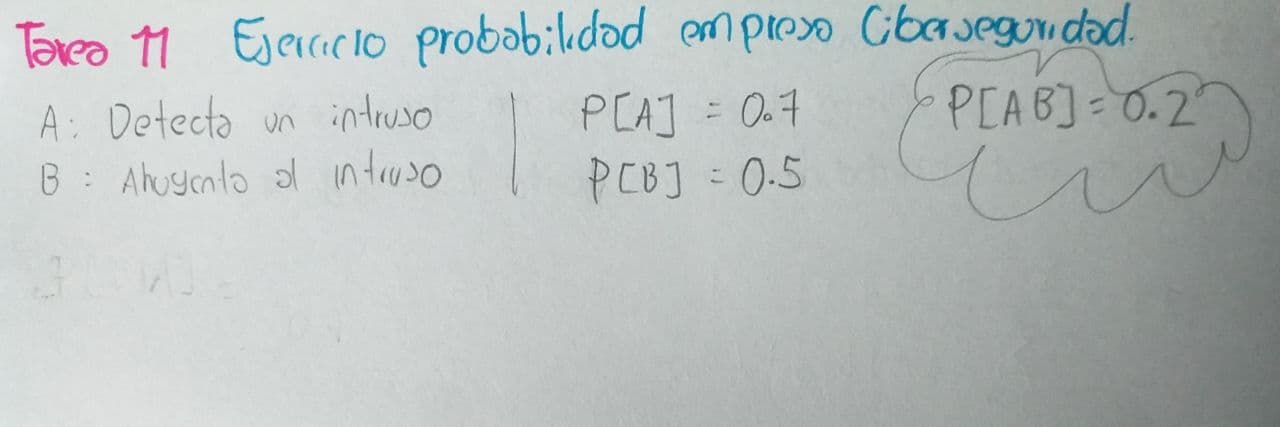 Tarea 11 Ejercicio probabilidad empresa Ciberseguridad.
A: Detecta un intruso P[A] = 0.7 P[AB] = 0.2
B: Ahuyenta al intruso P[B] = 0.5